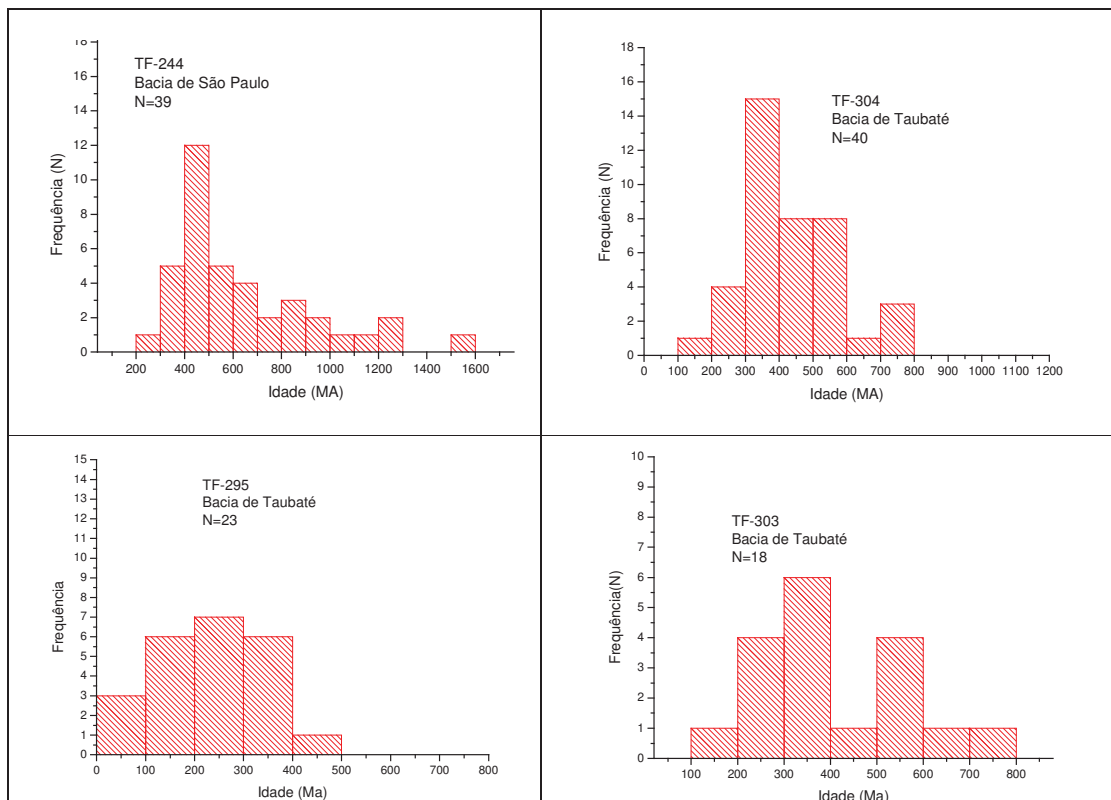 18
16
14
12
10
8
6
4
2
0
Frequência (N)
TF-244
Bacia de São Paulo
N=39
200 400 600 800 1000 1200 1400 1600
Idade (MA)
18
16
14
12
10
8
6
4
2
0
Frequência (N)
TF-304
Bacia de Taubaté
N=40
0 100 200 300 400 500 600 700 800 900 1000 1100 1200
Idade (MA)
15
14
13
12
11
10
9
8
7
6
5
4
3
2
1
0
Frequência
TF-295
Bacia de Taubaté
N=23
0 100 200 300 400 500 600 700 800
Idade (Ma)
10
9
8
7
6
5
4
3
2
1
0
Frequência(N)
TF-303
Bacia de Taubaté
N=18
100 200 300 400 500 600 700 800
Idade (Ma)